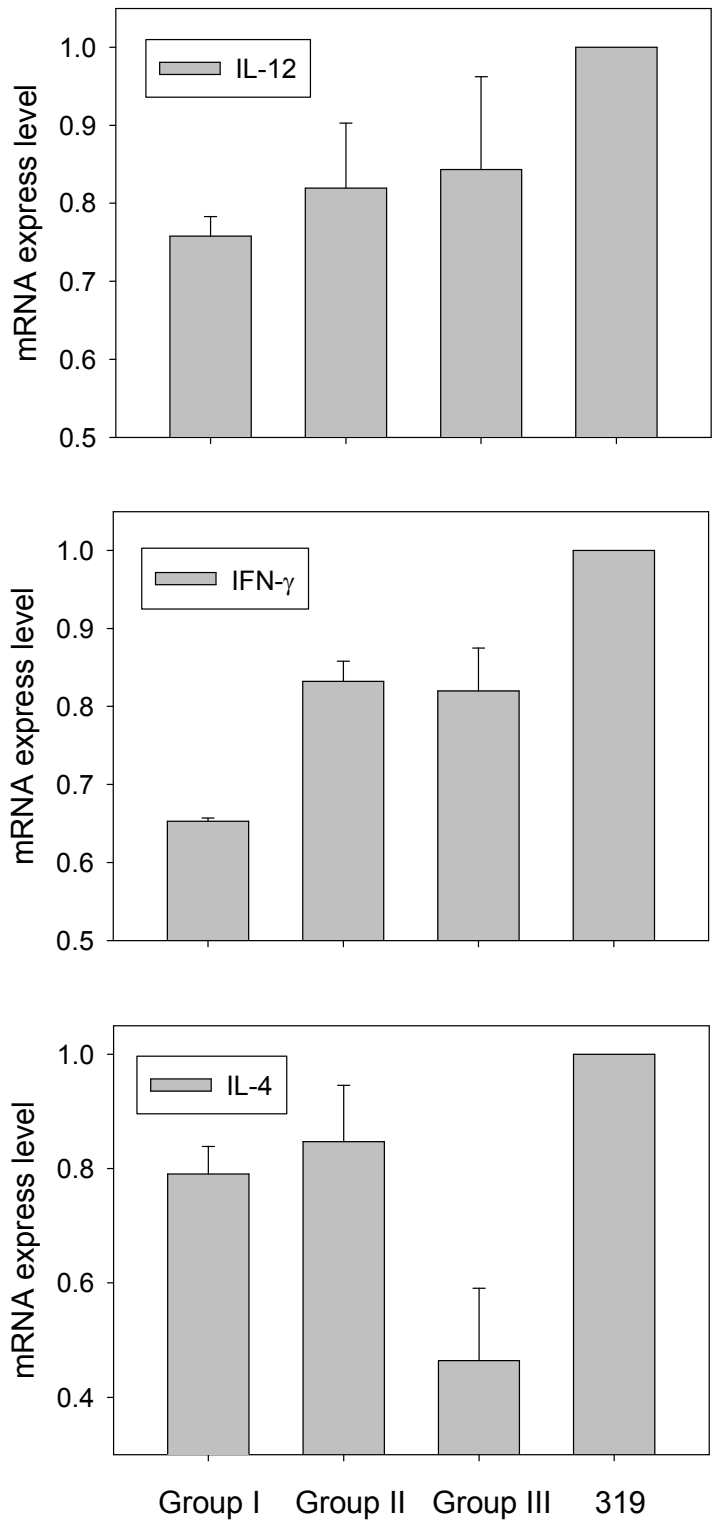 1.0
0.9
0.8
0.7
0.6
0.5
mRNA express level
IL-12
1.0
0.9
0.8
0.7
0.6
0.5
mRNA express level
IFN-γ
1.0
0.8
0.6
0.4
mRNA express level
IL-4
Group I Group II Group III 319